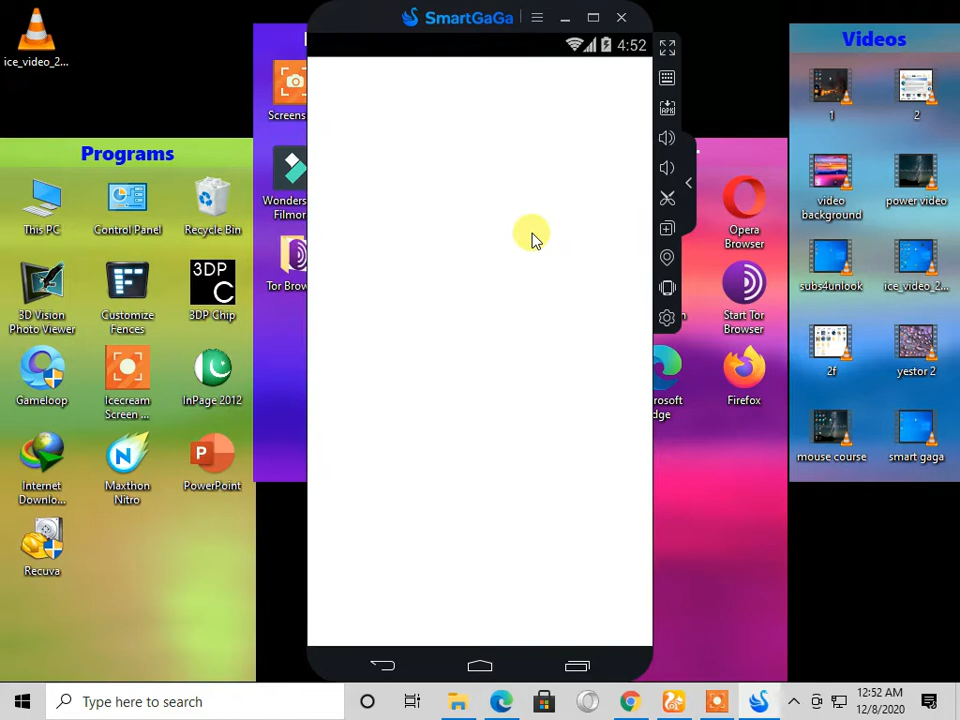 SmartGaGa
4:52
ice_video_2...
Programs
This PC
Control Panel
Recycle Bin
3D Vision
Photo Viewer
Customize
Fences
3DP Chip
Gameloop
Icecream
Screen ...
InPage 2012
Internet
Downlo...
Maxthon
Nitro
PowerPoint
Recuva
Screens
Wonders
Filmor
Tor Brow
APK
Opera
Browser
Start Tor
Browser
rosoft
dge
Firefox
Videos
1
2
video
background
power video
subs4unlook
ice_video_2...
2f
yestor 2
mouse course
smart gaga
Type here to search
12:52 AM
12/8/2020